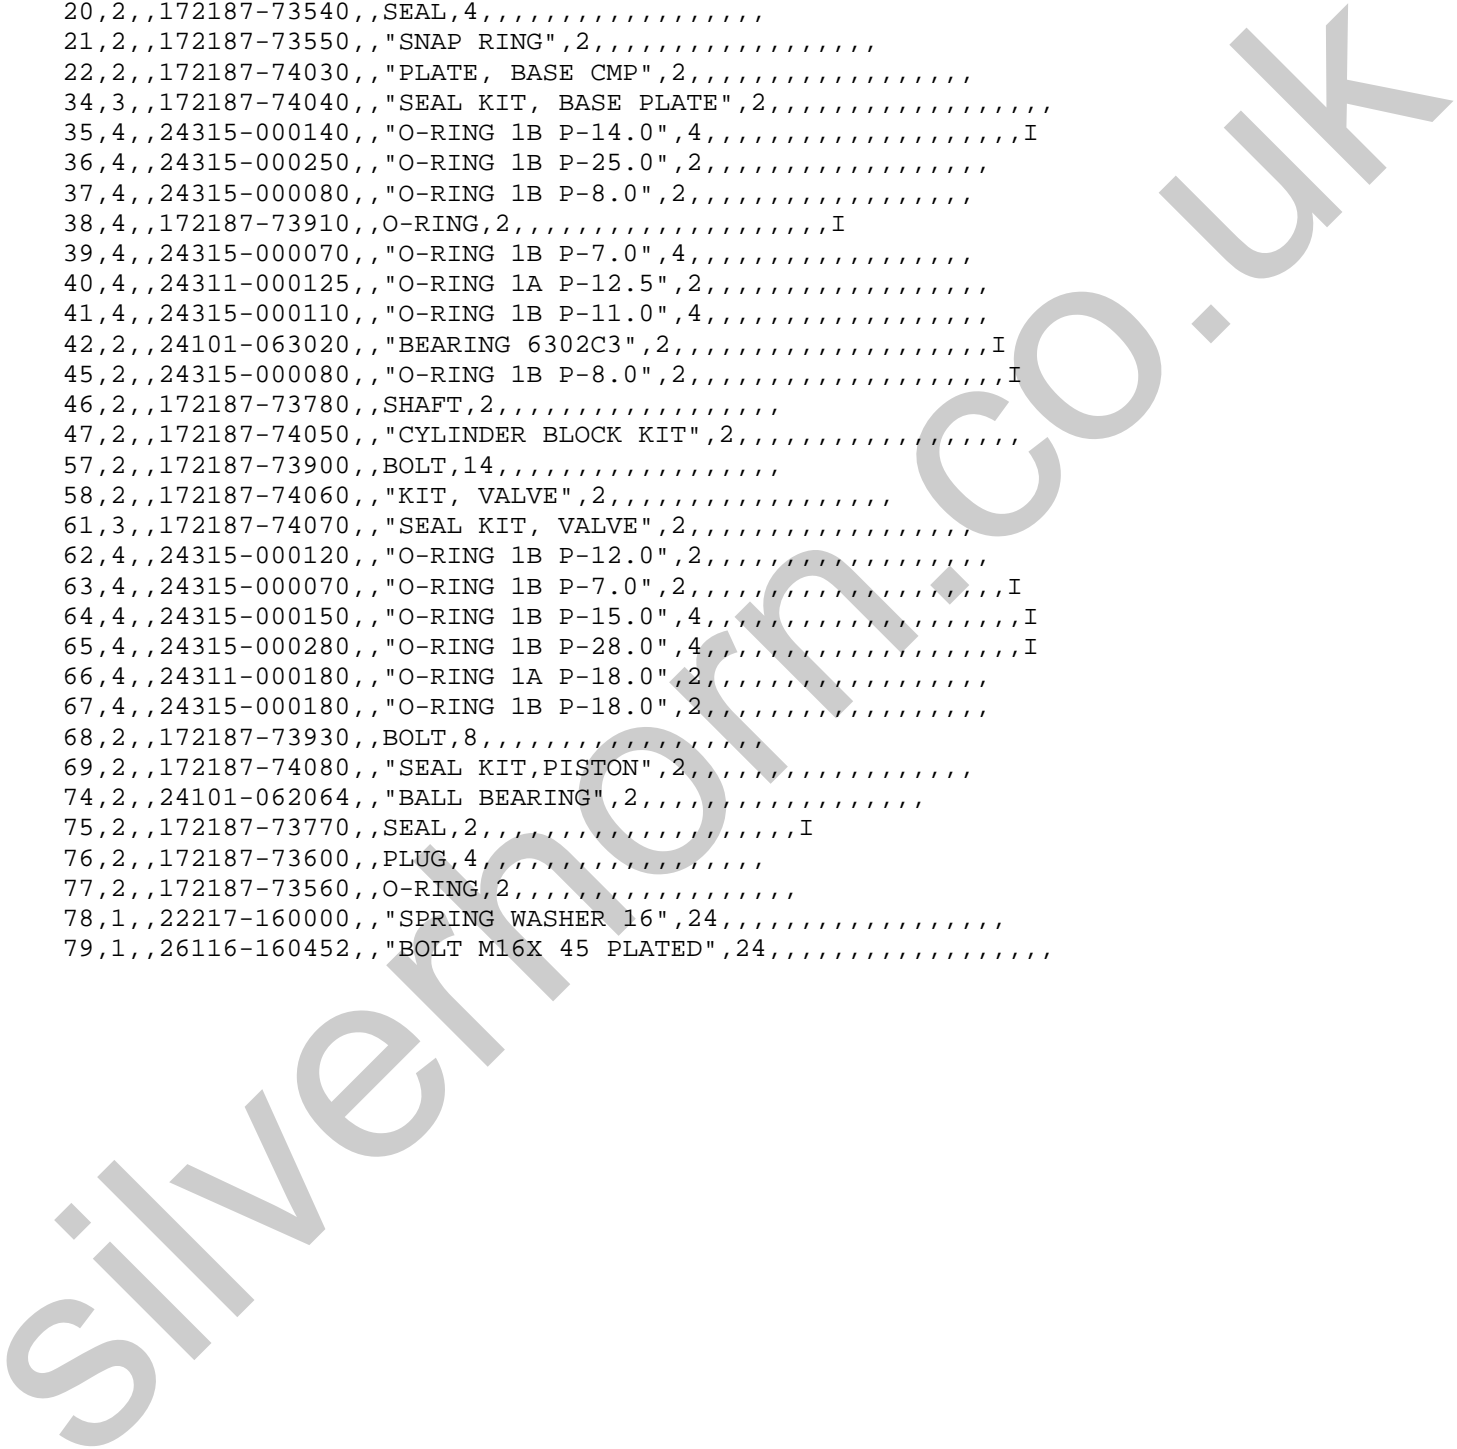 20,2,,172187-73540,,SEAL,4,,,,,,,,,,,,,,,,,,
21,2,,172187-73550,,"SNAP RING",2,,,,,,,,,,,,,,,,,,
22,2,,172187-74030,,"PLATE, BASE CMP",2,,,,,,,,,,,,,,,,,,
34,3,,172187-74040,,"SEAL KIT, BASE PLATE",2,,,,,,,,,,,,,,,,,,
35,4,,24315-000140,,"O-RING 1B P-14.0",4,,,,,,,,,,,,,,,,,,,,I
36,4,,24315-000250,,"O-RING 1B P-25.0",2,,,,,,,,,,,,,,,,,,
37,4,,24315-000080,,"O-RING 1B P-8.0",2,,,,,,,,,,,,,,,,,,
38,4,,172187-73910,,O-RING,2,,,,,,,,,,,,,,,,,,,,I
39,4,,24315-000070,,"O-RING 1B P-7.0",4,,,,,,,,,,,,,,,,,,
40,4,,24311-000125,,"O-RING 1A P-12.5",2,,,,,,,,,,,,,,,,,,
41,4,,24315-000110,,"O-RING 1B P-11.0",4,,,,,,,,,,,,,,,,,,
42,2,,24101-063020,,"BEARING 6302C3",2,,,,,,,,,,,,,,,,,,,,I
45,2,,24315-000080,,"O-RING 1B P-8.0",2,,,,,,,,,,,,,,,,,,,,I
46,2,,172187-73780,,SHAFT,2,,,,,,,,,,,,,,,,,,
47,2,,172187-74050,,"CYLINDER BLOCK KIT",2,,,,,,,,,,,,,,,,,,
57,2,,172187-73900,,BOLT,14,,,,,,,,,,,,,,,,,,
58,2,,172187-74060,,"KIT, VALVE",2,,,,,,,,,,,,,,,,,,
61,3,,172187-74070,,"SEAL KIT, VALVE",2,,,,,,,,,,,,,,,,,,
62,4,,24315-000120,,"O-RING 1B P-12.0",2,,,,,,,,,,,,,,,,,,
63,4,,24315-000070,,"O-RING 1B P-7.0",2,,,,,,,,,,,,,,,,,,,,I
64,4,,24315-000150,,"O-RING 1B P-15.0",4,,,,,,,,,,,,,,,,,,,,I
65,4,,24315-000280,,"O-RING 1B P-28.0",4,,,,,,,,,,,,,,,,,,,,I
66,4,,24311-000180,,"O-RING 1A P-18.0",2,,,,,,,,,,,,,,,,,,
67,4,,24315-000180,,"O-RING 1B P-18.0",2,,,,,,,,,,,,,,,,,,
68,2,,172187-73930,,BOLT,8,,,,,,,,,,,,,,,,,,
69,2,,172187-74080,,"SEAL KIT,PISTON",2,,,,,,,,,,,,,,,,,,
74,2,,24101-062064,,"BALL BEARING",2,,,,,,,,,,,,,,,,,,
75,2,,172187-73770,,SEAL,2,,,,,,,,,,,,,,,,,,,,I
76,2,,172187-73600,,PLUG,4,,,,,,,,,,,,,,,,,,
77,2,,172187-73560,,O-RING,2,,,,,,,,,,,,,,,,,,
78,1,,22217-160000,,"SPRING WASHER 16",24,,,,,,,,,,,,,,,,,,
79,1,,26116-160452,,"BOLT M16X 45 PLATED",24,,,,,,,,,,,,,,,,,,
silverhorn.co.uk